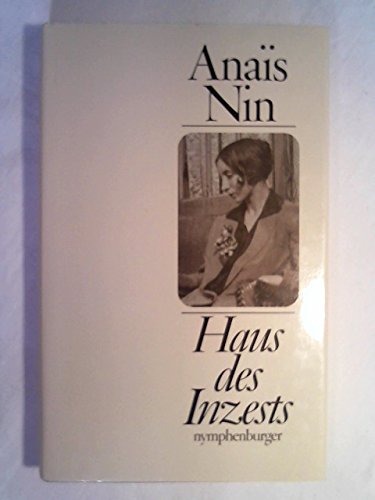 Anaïs
Nin
Haus
des
Inzests
nymphenburger